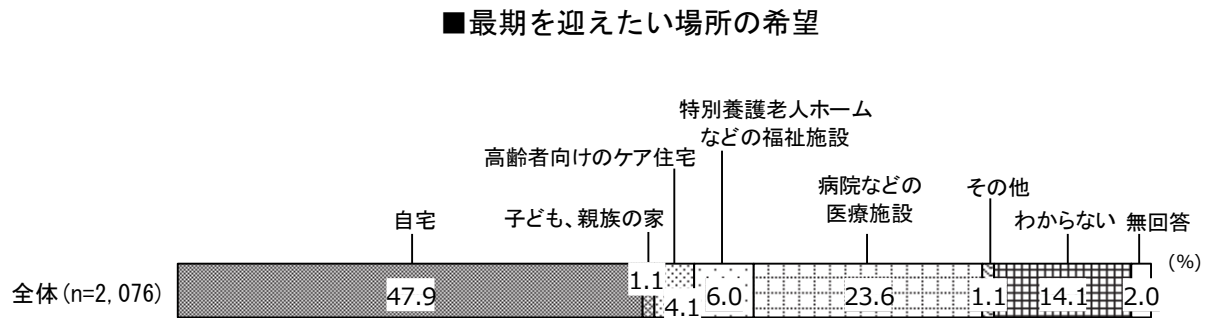 ■最期を迎えたい場所の希望
特別養護老人ホーム
などの福祉施設
高齢者向けのケア住宅
病院などの
医療施設
その他
自宅
子ども、親族の家
わからない
無回答
(%)
全体(n=2,076)
47.9
1.1
4.1
6.0
23.6
1.1
14.1
2.0